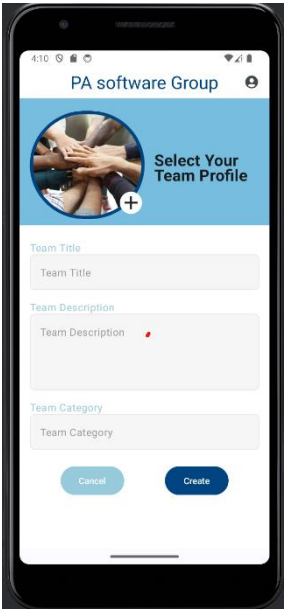 4:10
PA software Group
Select Your
Team Profile
Team Title
Team Title
Team Description
Team Description
Team Category
Team Category
Cancel
Create